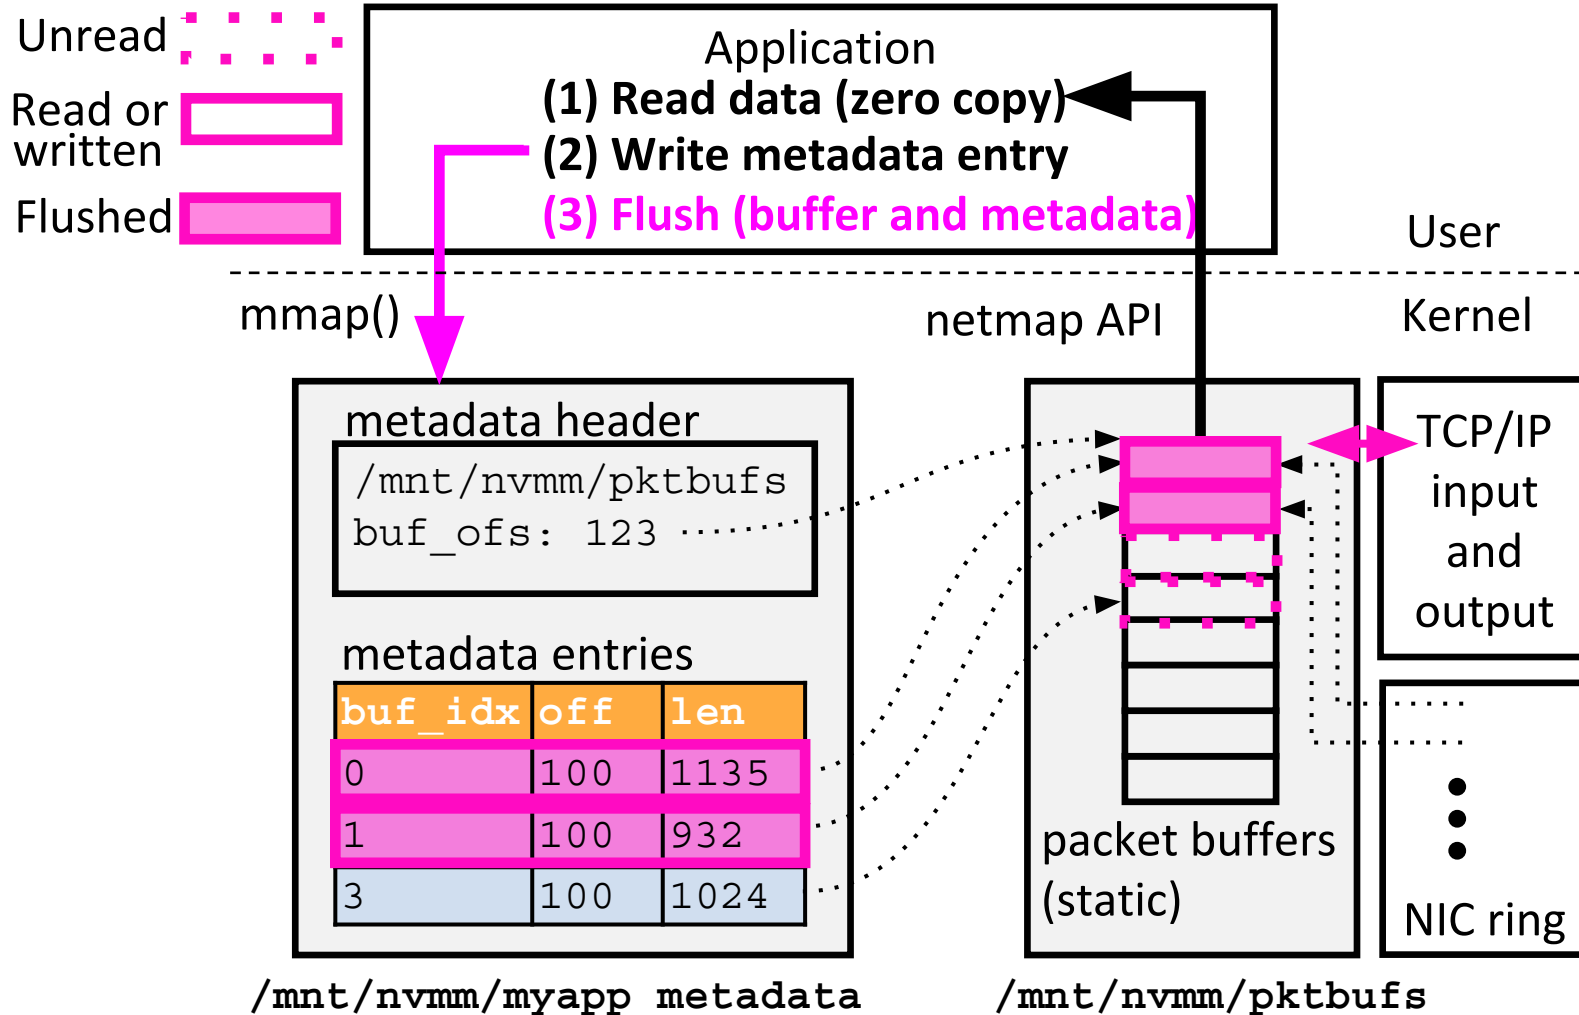 Unread
Read or
written
Flushed
Application
(1) Read data (zero copy)
(2) Write metadata entry
(3) Flush (buffer and metadata)
User
Kernel
mmap()
netmap API
metadata header
/mnt/nvmm/pktbufs
buf_ofs: 123
metadata entries
buf_idx off len
0 100 1135
1 100 932
3 100 1024
/mnt/nvmm/myapp metadata
packet buffers
(static)
/mnt/nvmm/pktbufs
TCP/IP
input
and
output
NIC ring